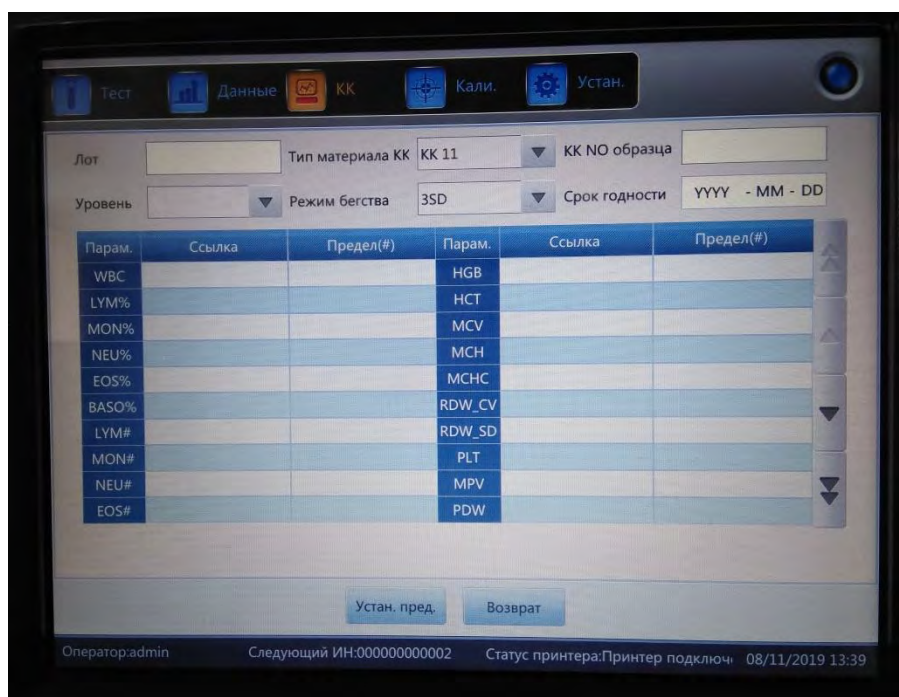 Тест Данные КК Кали. Устан.
Лот Тип материала КК КК 11 КК NO образца
Уровень Режим бегства 3SD Срок годности YYYY - MM - DD
Парам. Ссылка Предел(#) Парам. Ссылка Предел(#)
WBC HGB
LYM% HCT
MON% MCV
NEU% MCH
EOS% MCHC
BASO% RDW_CV
LYM# RDW_SD
MON# PLT
NEU# MPV
EOS# PDW
Устан. пред. Возврат
Оператор:admin Следующий ИН:000000000002 Статус принтера:Принтер подключ 08/11/2019 13:39